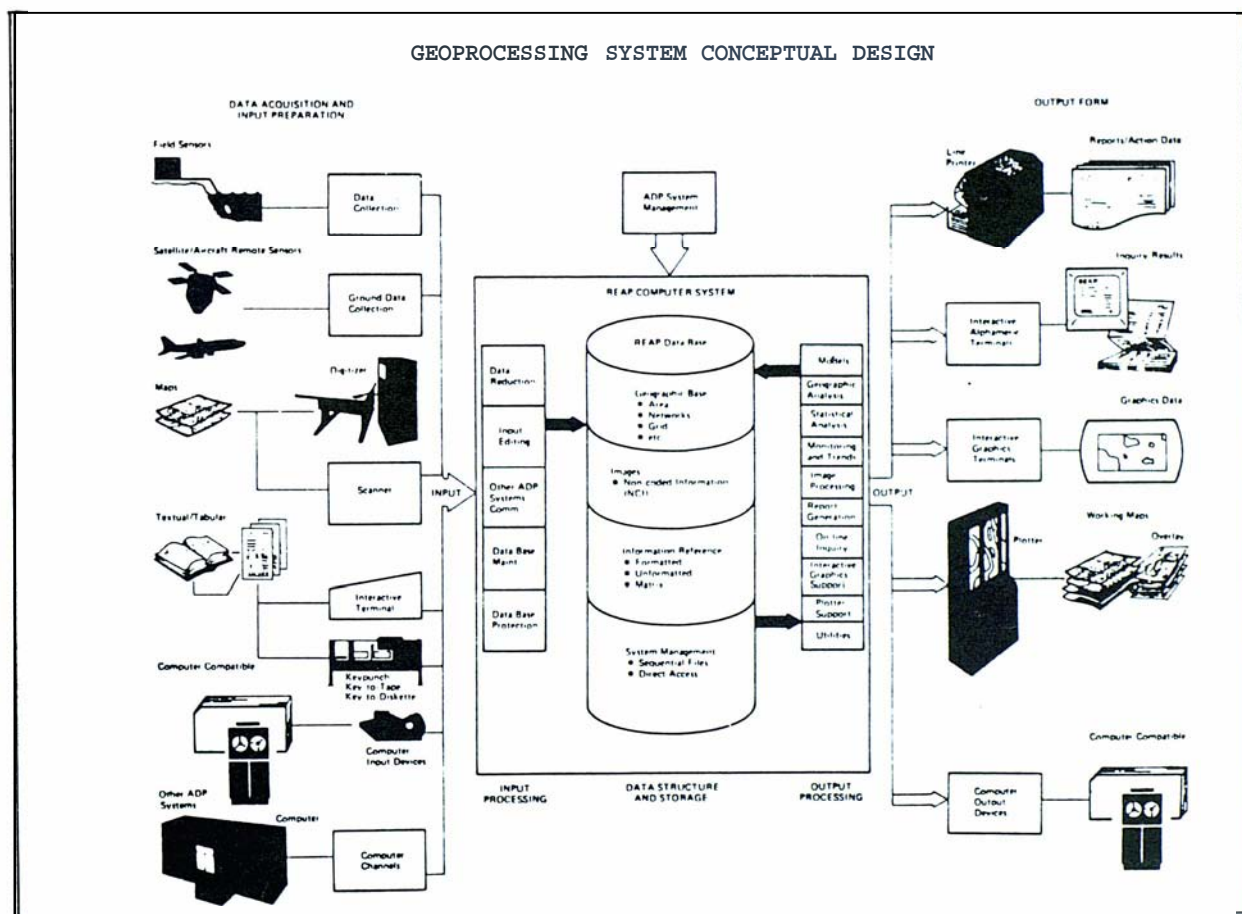 GEOPROCESSING SYSTEM CONCEPTUAL DESIGN
DATA ACQUISITION AND
INPUT PREPARATION
Field Sensors
Data
Collection
Satellite/Aircraft Remote Sensors
Ground Data
Collection
Maps
Digitizer
Scanner
Textual/Tabular
Interactive
Terminal
Keypunch
Key to Tape
Key to Diskette
Computer Compatible
Computer
Input Devices
Other ADP
Systems
Computer
Computer
Channels
INPUT
ADP System
Management
REAP COMPUTER SYSTEM
Data
Reduction
Input
Editing
Other ADP
Systems
Comm
Data Base
Maint
Data Base
Protection
INPUT
PROCESSING
REAP Data Base
Geographic Base
• Area
• Networks
• Grid
• etc
Images
• Non coded Information
(NCI)
Information Reference
• Formatted
• Unformatted
• Matrix
System Management
• Sequential Files
• Direct Access
DATA STRUCTURE
AND STORAGE
Models
Geographic
Analysis
Statistical
Analysis
Monitoring
and Trends
Image
Processing
Report
Generation
On line
Inquiry
Interactive
Graphics
Support
Plotter
Support
Utilities
OUTPUT
PROCESSING
OUTPUT
OUTPUT FORM
Line
Printer
Reports/Action Data
Inquiry Results
REAP
Interactive
Alphameric
Terminals
Graphics Data
Interactive
Graphics
Terminals
Working Maps
Plotter
Overlay
Computer Compatible
Computer
Output
Devices